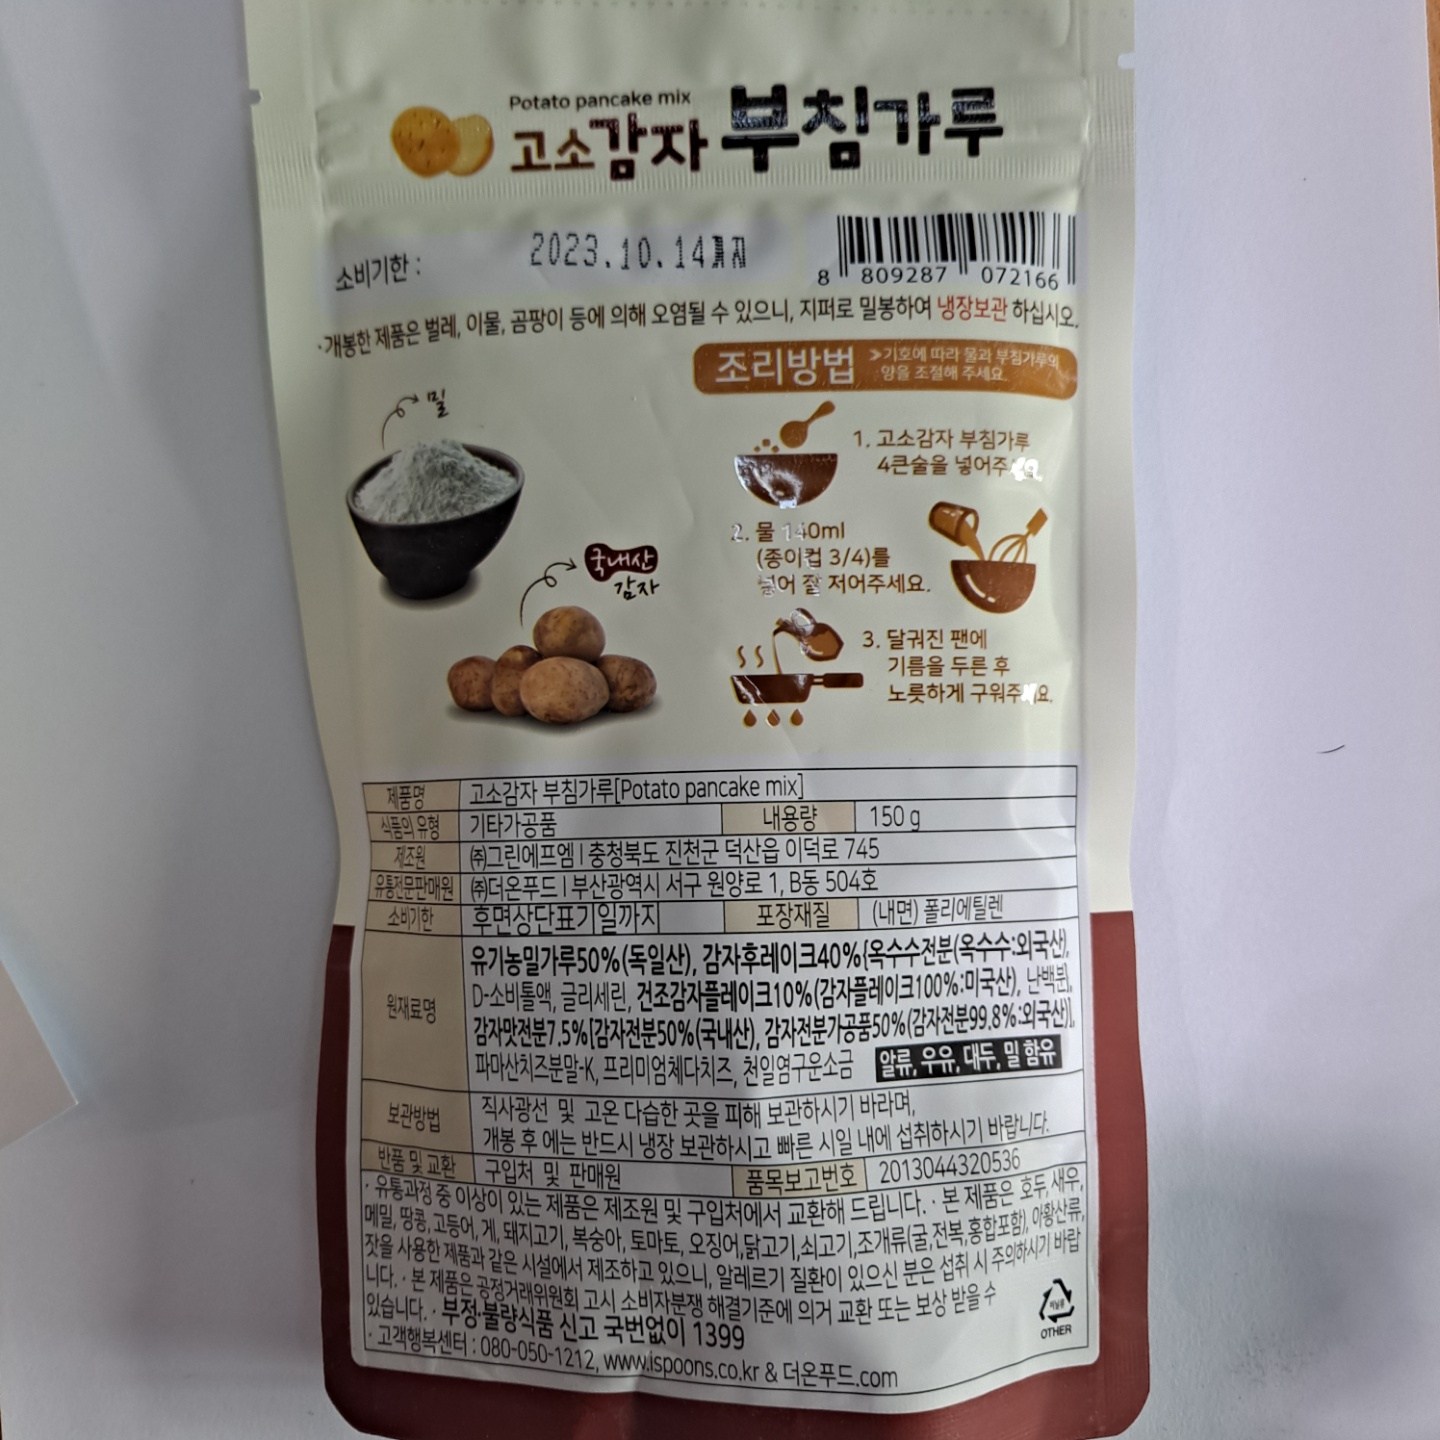 Potato pancake mix
고소감자 부침가루
소비기한 : 2023.10.14까지
8 809287 072166
·개봉한 제품은 벌레, 이물, 곰팡이 등에 의해 오염될 수 있으니, 지퍼로 밀봉하여 냉장보관 하십시오.
조리방법 ≫기호에 따라 물과 부침가루의
양을 조절해 주세요
밀
1. 고소감자 부침가루
4큰술을 넣어주
2. 물 140ml
(종이컵 3/4)를
넣어 잘 저어주세요.
국내산
감자
3. 달궈진 팬에
기름을 두른 후
노릇하게 구워주 요.
제품명 고소감자 부침가루[Potato pancake mix]
식품의 유형 기타가공품 내용량 150 g
제조원 ㈜그린에프엠 | 충청북도 진천군 덕산읍 이덕로 745
유통전문판매원 ㈜더온푸드 | 부산광역시 서구 원양로 1, B동 504호
소비기한 후면상단표기일까지 포장재질 (내면) 폴리에틸렌
원재료명 유기농밀가루50%(독일산), 감자후레이크40%{옥수수전분(옥수수:외국산),
D-소비톨액, 글리세린, 건조감자플레이크10%(감자플레이크100%:미국산), 난백분},
감자맛전분7.5%[감자전분50%(국내산), 감자전분가공품50%(감자전분99.8%:외국산)],
파마산치즈분말-K, 프리미엄체다치즈, 천일염구운소금 알류, 우유, 대두, 밀 함유
보관방법 직사광선 및 고온 다습한 곳을 피해 보관하시기 바라며,
개봉 후 에는 반드시 냉장 보관하시고 빠른 시일 내에 섭취하시기 바랍니다.
반품 및 교환 구입처 및 판매원 품목보고번호 2013044320536
· 유통과정 중 이상이 있는 제품은 제조원 및 구입처에서 교환해 드립니다. · 본 제품은 호두, 새우,
메밀, 땅콩, 고등어, 게, 돼지고기, 복숭아, 토마토, 오징어,닭고기,쇠고기,조개류(굴,전복,홍합포함), 아황산류,
잣을 사용한 제품과 같은 시설에서 제조하고 있으니, 알레르기 질환이 있으신 분은 섭취 시 주의하시기 바랍
니다. · 본 제품은 공정거래위원회 고시 소비자분쟁 해결기준에 의거 교환 또는 보상 받을 수
있습니다. · 부정·불량식품 신고 국번없이 1399
· 고객행복센터 : 080-050-1212, www.ispoons.co.kr & 더온푸드.com
OTHER